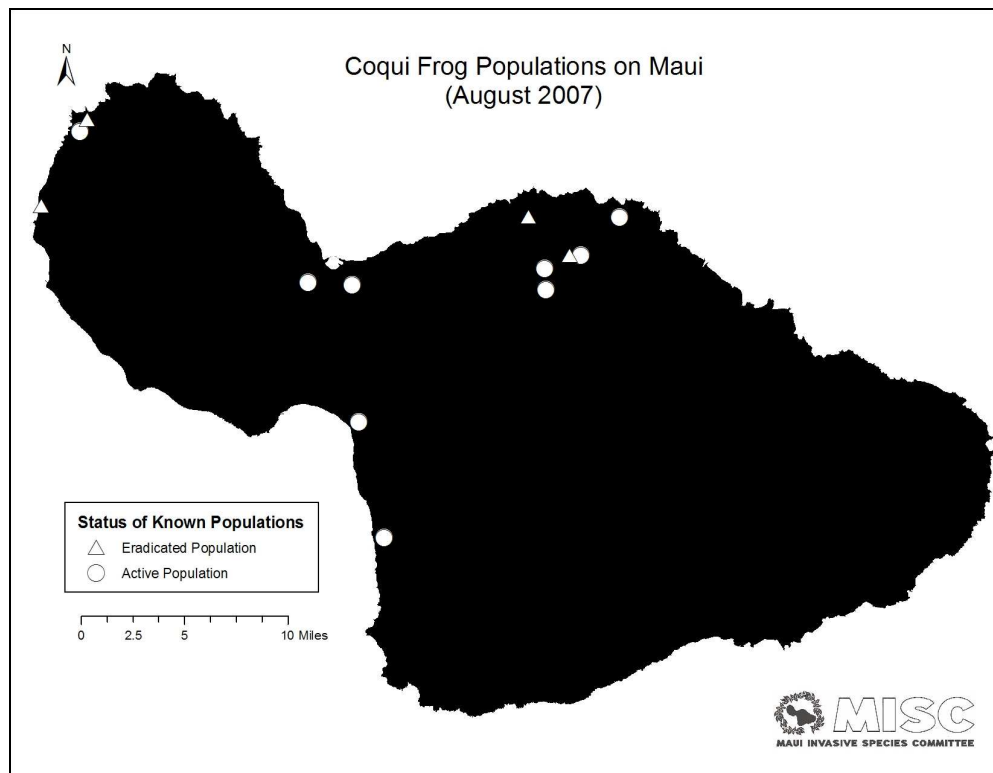 N
Coqui Frog Populations on Maui
(August 2007)
Status of Known Populations
Eradicated Population
Active Population
0 2.5 5 10 Miles
MISC
MAUI INVASIVE SPECIES COMMITTEE